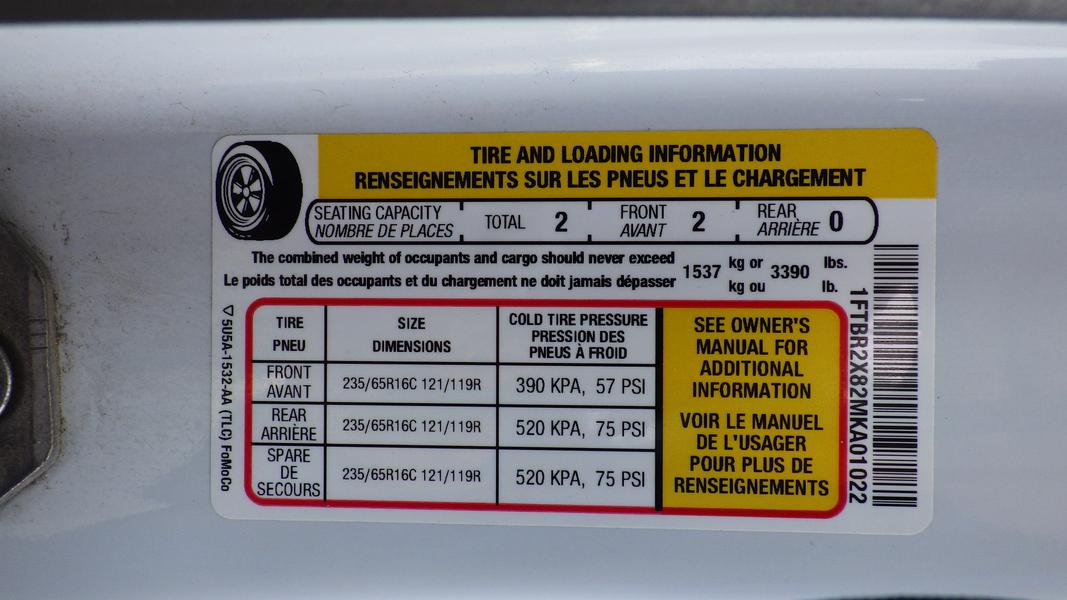 TIRE AND LOADING INFORMATION
RENSEIGNEMENTS SUR LES PNEUS ET LE CHARGEMENT
SEATING CAPACITY
NOMBRE DE PLACES
TOTAL 2
FRONT
AVANT
2
REAR
ARRIÈRE
0
The combined weight of occupants and cargo should never exceed
Le poids total des occupants et du chargement ne doit jamais dépasser
1537
kg or
kg ou
3390
lbs.
lb.
TIRE
PNEU
SIZE
DIMENSIONS
COLD TIRE PRESSURE
PRESSION DES
PNEUS À FROID
FRONT
AVANT
235/65R16C 121/119R
390 KPA, 57 PSI
REAR
ARRIÈRE
235/65R16C 121/119R
520 KPA, 75 PSI
SPARE
DE
SECOURS
235/65R16C 121/119R
520 KPA, 75 PSI
SEE OWNER'S
MANUAL FOR
ADDITIONAL
INFORMATION
VOIR LE MANUEL
DE L'USAGER
POUR PLUS DE
RENSEIGNEMENTS
1FTBR2X82MKA01022
5U5A-1532-AA (TLC) FoMoCo